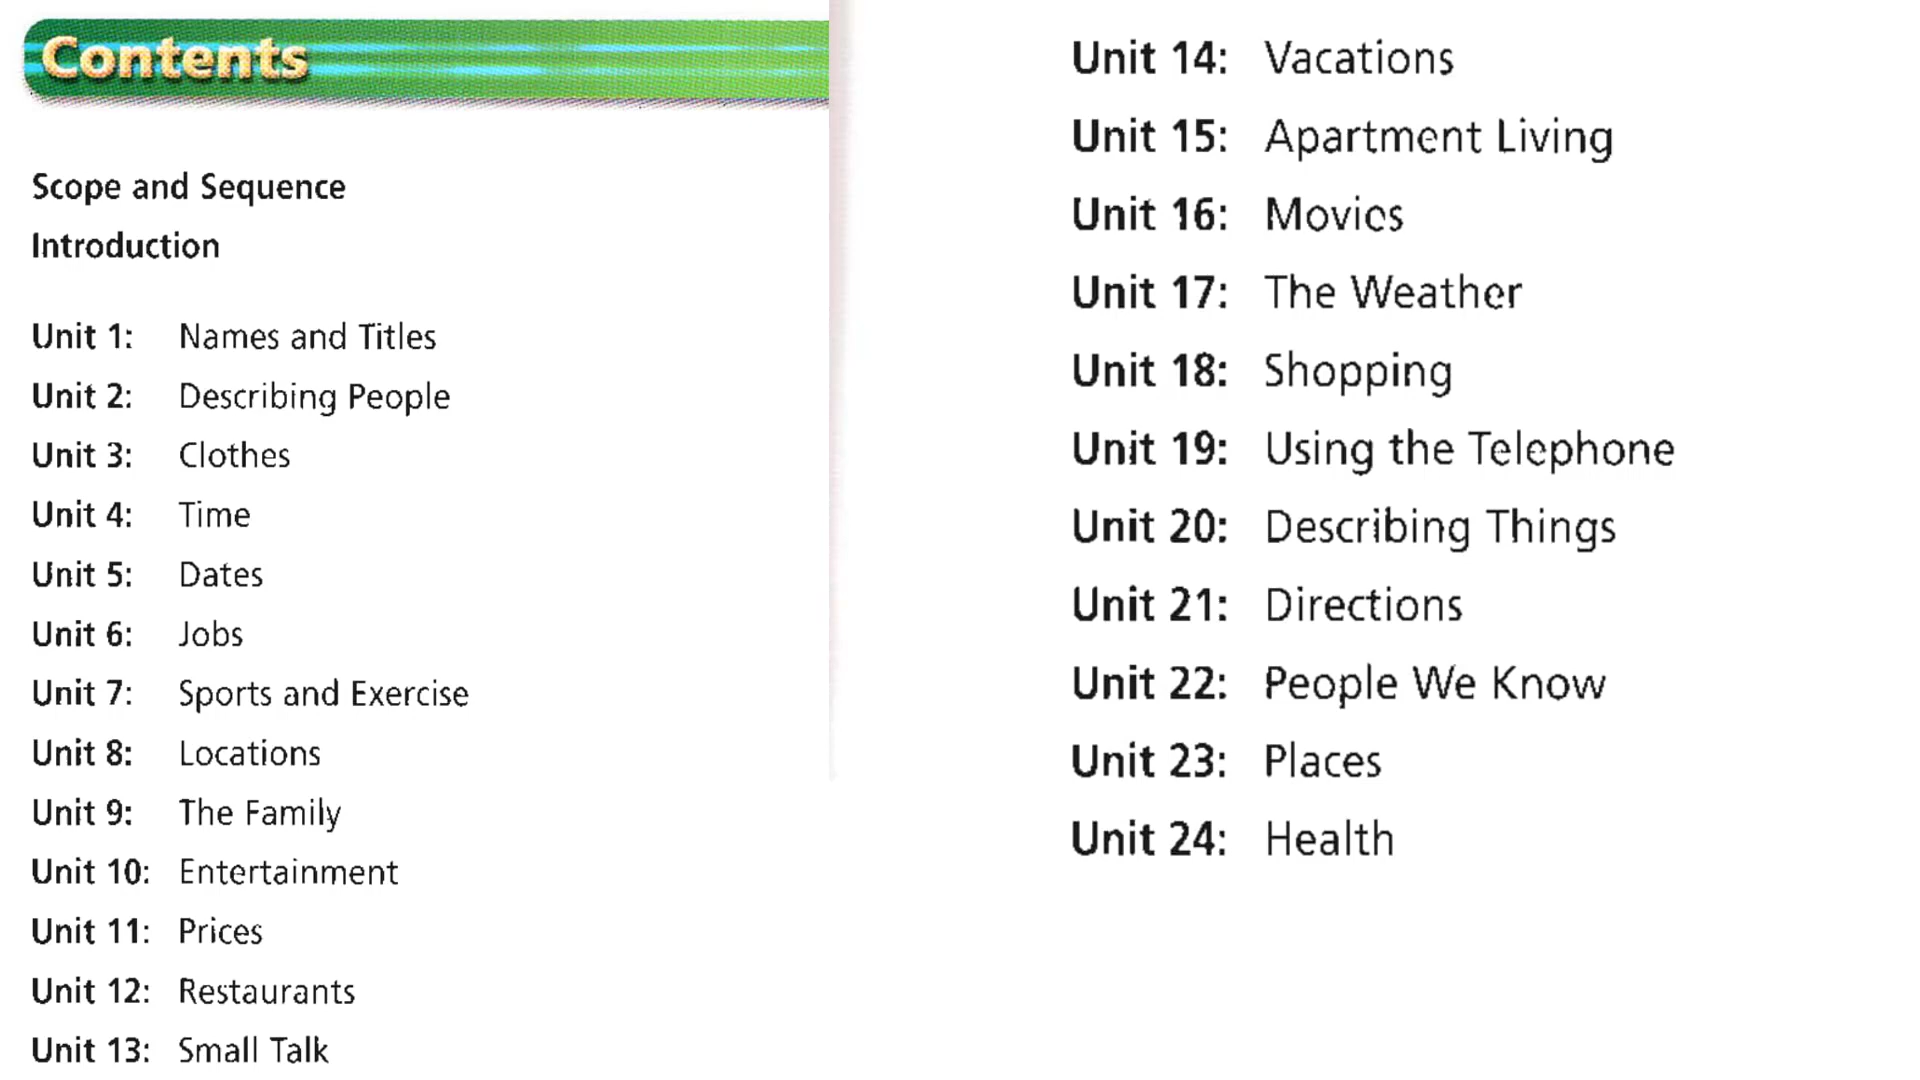 Contents
Scope and Sequence
Introduction
Unit 1: Names and Titles
Unit 2: Describing People
Unit 3: Clothes
Unit 4: Time
Unit 5: Dates
Unit 6: Jobs
Unit 7: Sports and Exercise
Unit 8: Locations
Unit 9: The Family
Unit 10: Entertainment
Unit 11: Prices
Unit 12: Restaurants
Unit 13: Small Talk
Unit 14: Vacations
Unit 15: Apartment Living
Unit 16: Movies
Unit 17: The Weather
Unit 18: Shopping
Unit 19: Using the Telephone
Unit 20: Describing Things
Unit 21: Directions
Unit 22: People We Know
Unit 23: Places
Unit 24: Health